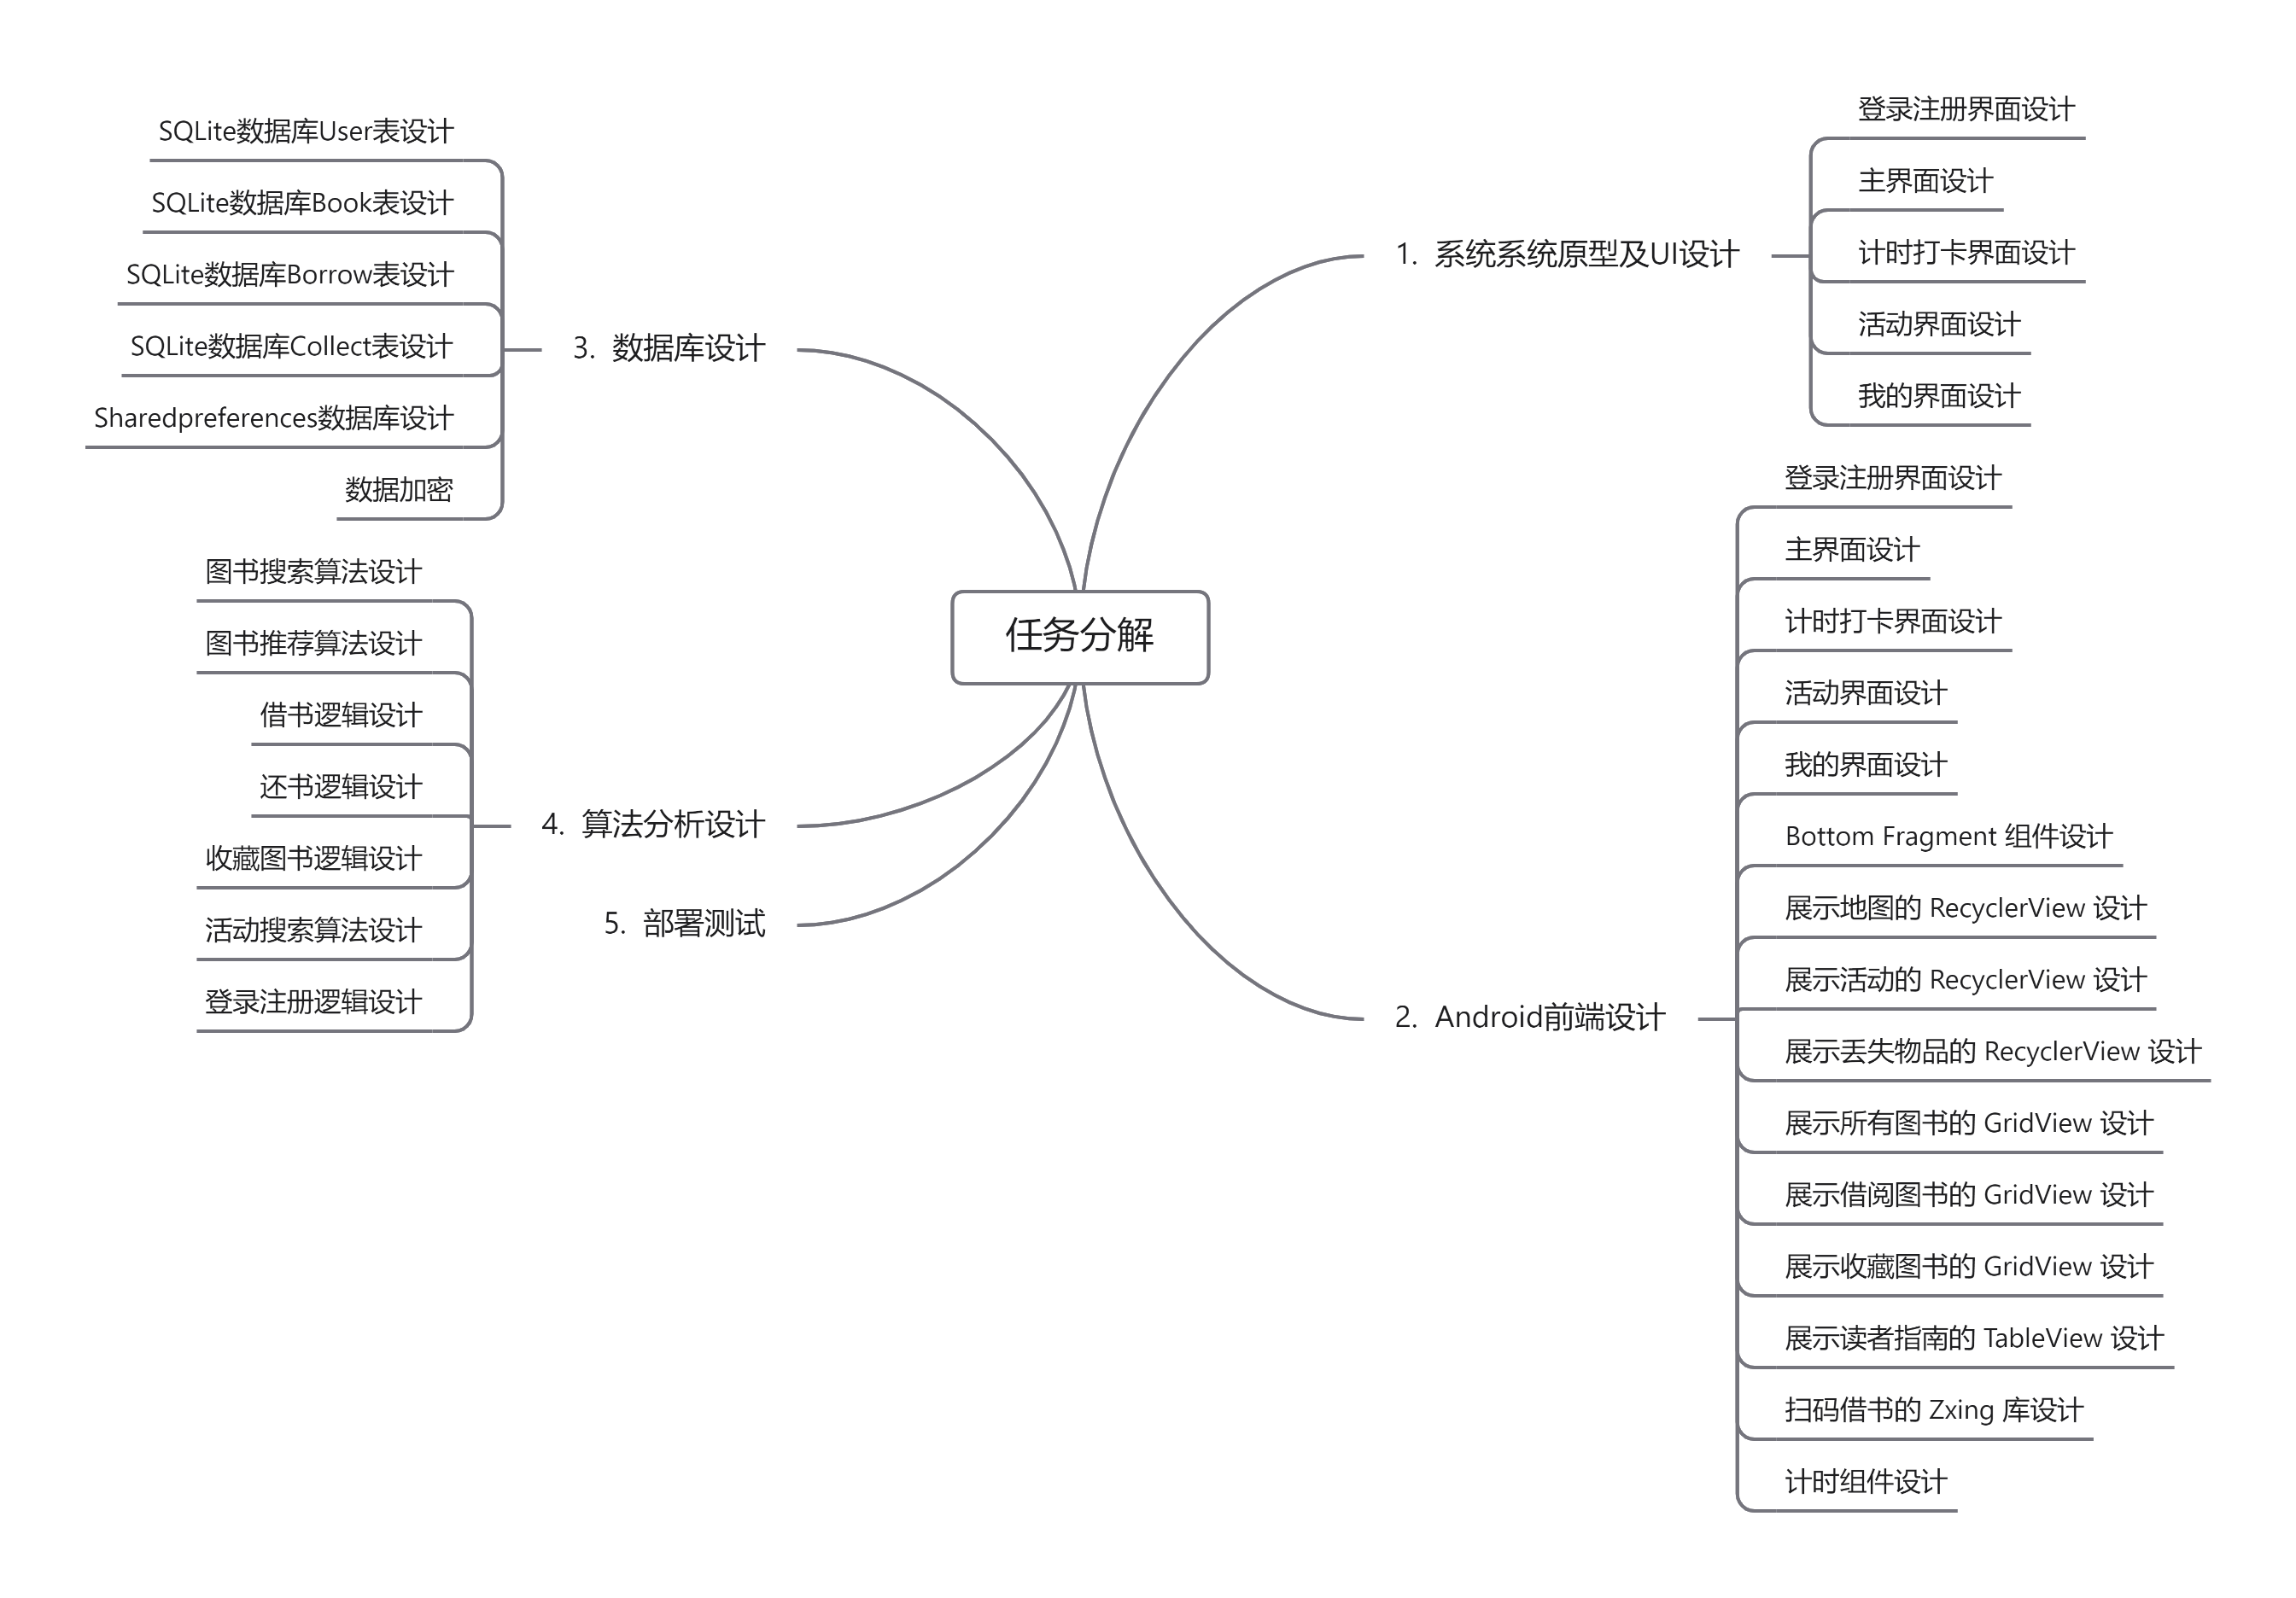 任务分解
1. 系统系统原型及UI设计
登录注册界面设计
主界面设计
计时打卡界面设计
活动界面设计
我的界面设计
2. Android前端设计
登录注册界面设计
主界面设计
计时打卡界面设计
活动界面设计
我的界面设计
Bottom Fragment 组件设计
展示地图的 RecyclerView 设计
展示活动的 RecyclerView 设计
展示丢失物品的 RecyclerView 设计
展示所有图书的 GridView 设计
展示借阅图书的 GridView 设计
展示收藏图书的 GridView 设计
展示读者指南的 TableView 设计
扫码借书的 Zxing 库设计
计时组件设计
3. 数据库设计
SQLite数据库User表设计
SQLite数据库Book表设计
SQLite数据库Borrow表设计
SQLite数据库Collect表设计
Sharedpreferences数据库设计
数据加密
4. 算法分析设计
图书搜索算法设计
图书推荐算法设计
借书逻辑设计
还书逻辑设计
收藏图书逻辑设计
活动搜索算法设计
登录注册逻辑设计
5. 部署测试